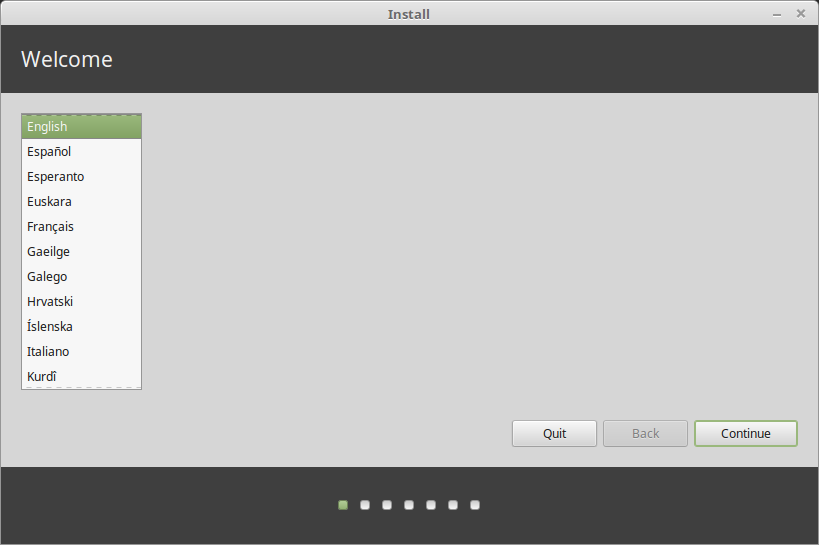 Install
Welcome
English
Español
Esperanto
Euskara
Français
Gaeilge
Galego
Hrvatski
Íslenska
Italiano
Kurdî
Quit Back Continue